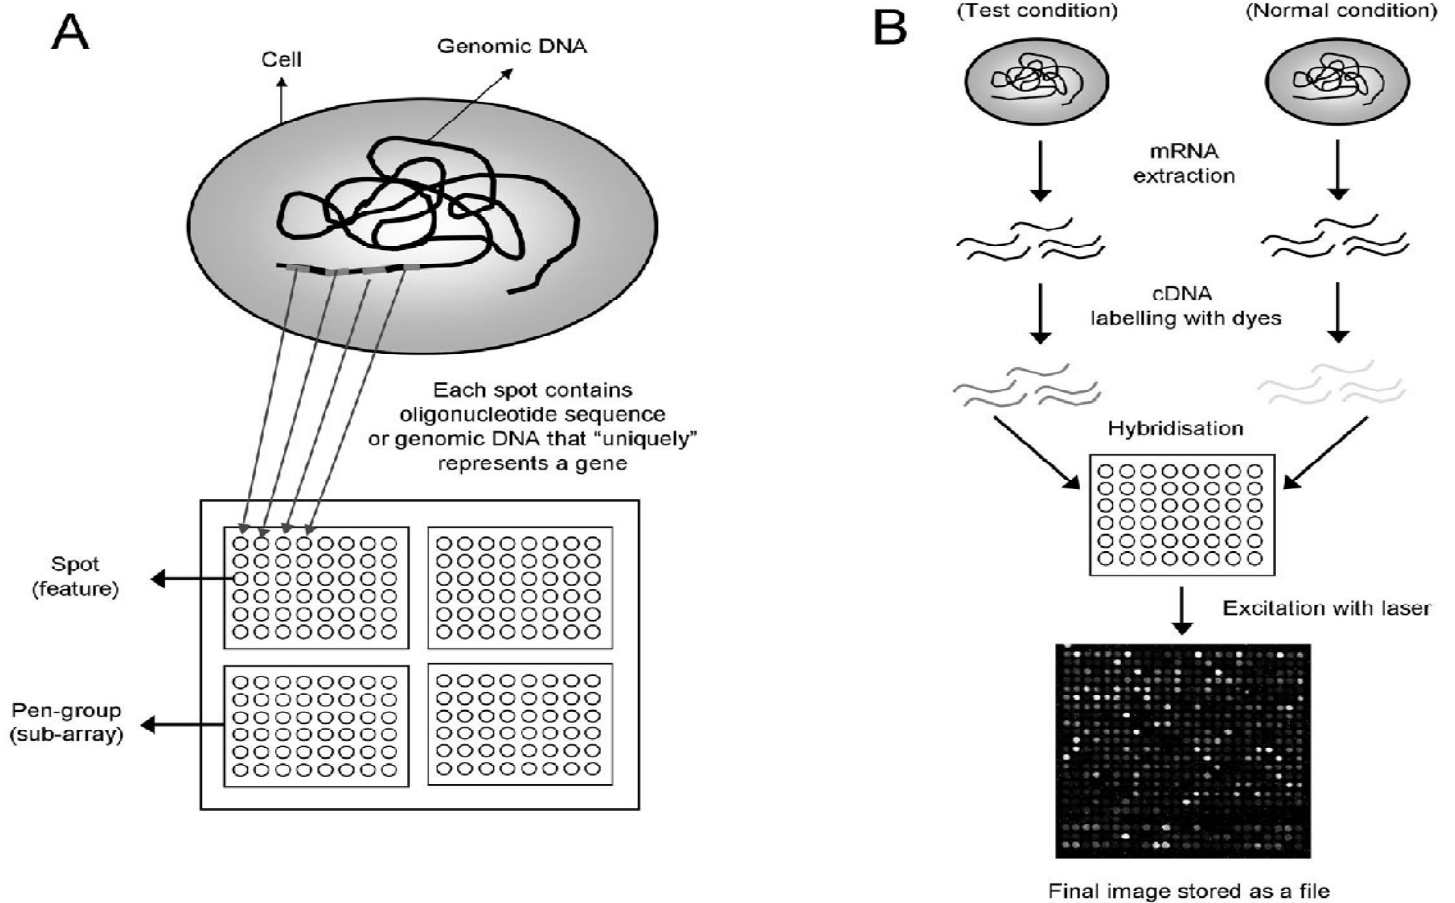 A
Cell
Genomic DNA
Each spot contains
oligonucleotide sequence
or genomic DNA that “uniquely”
represents a gene
Spot
(feature)
Pen-group
(sub-array)
B
(Test condition)
(Normal condition)
mRNA
extraction
cDNA
labelling with dyes
Hybridisation
Excitation with laser
Final image stored as a file